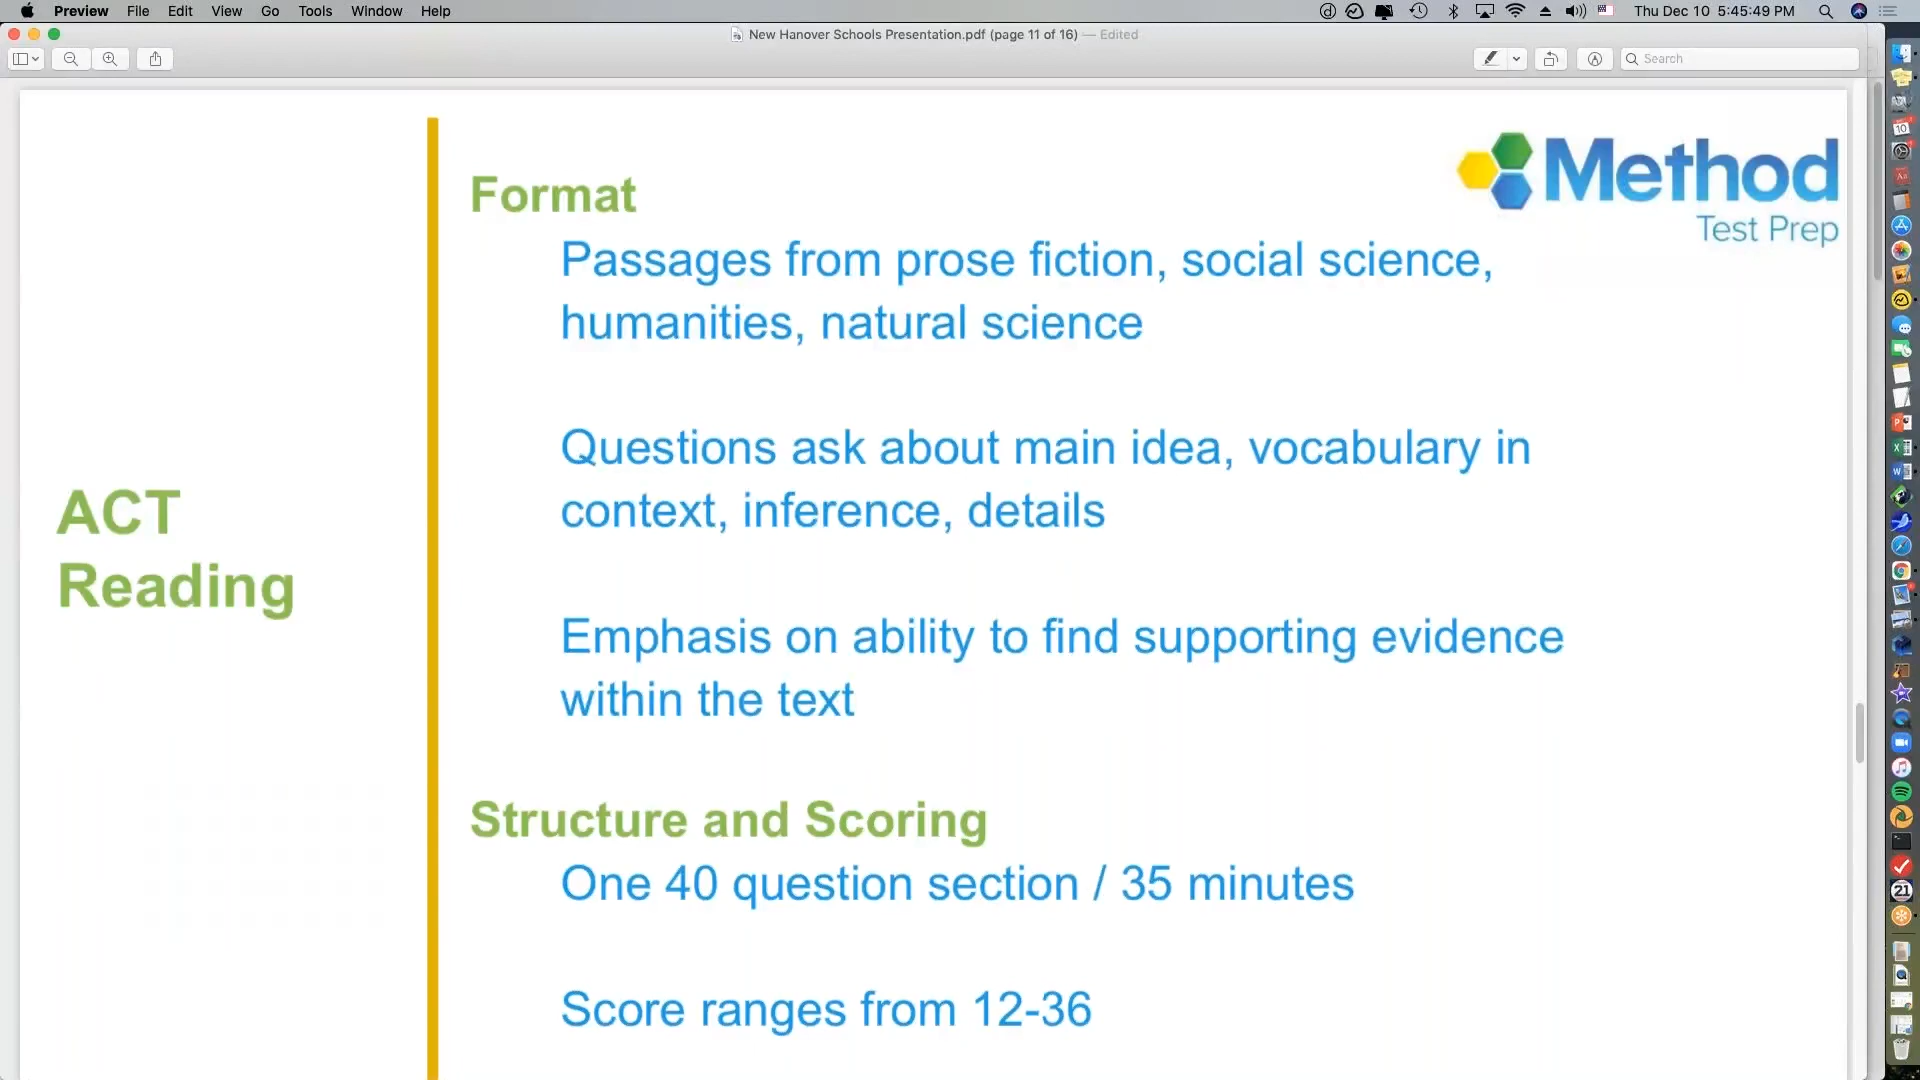 Preview File Edit View Go Tools Window Help
Thu Dec 10 5:45:49 PM
New Hanover Schools Presentation.pdf (page 11 of 16) — Edited
Search
Method
Test Prep
Format
Passages from prose fiction, social science,
humanities, natural science
Questions ask about main idea, vocabulary in
context, inference, details
ACT
Reading
Emphasis on ability to find supporting evidence
within the text
Structure and Scoring
One 40 question section / 35 minutes
Score ranges from 12-36
10
21